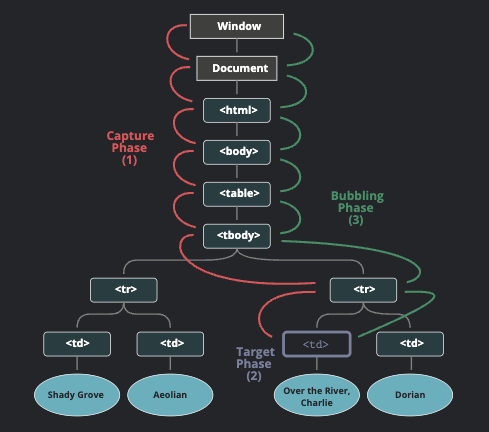 Window
Document
<html>
<body>
Capture
Phase
(1)
<table>
Bubbling
Phase
(3)
<tbody>
<tr>
<tr>
<td>
<td>
<td>
<td>
Target
Phase
(2)
Shady Grove
Aeolian
Over the River,
Charlie
Dorian